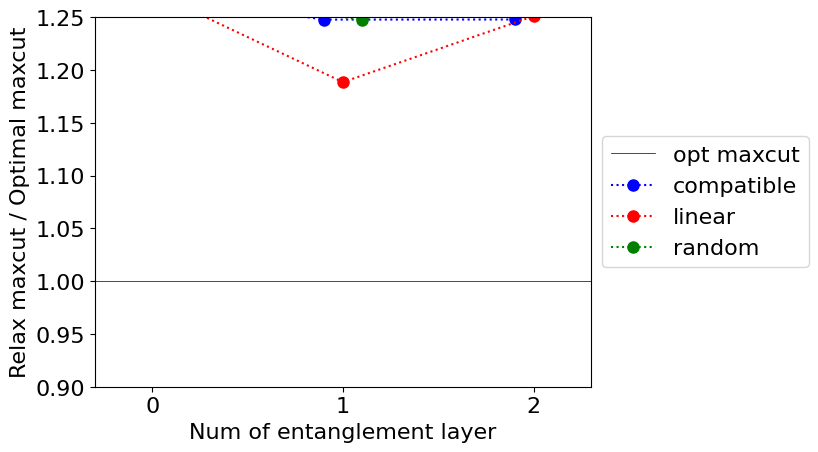 Relax maxcut / Optimal maxcut
1.25
1.20
1.15
1.10
1.05
1.00
0.95
0.90
0
1
2
Num of entanglement layer
opt maxcut
compatible
linear
random